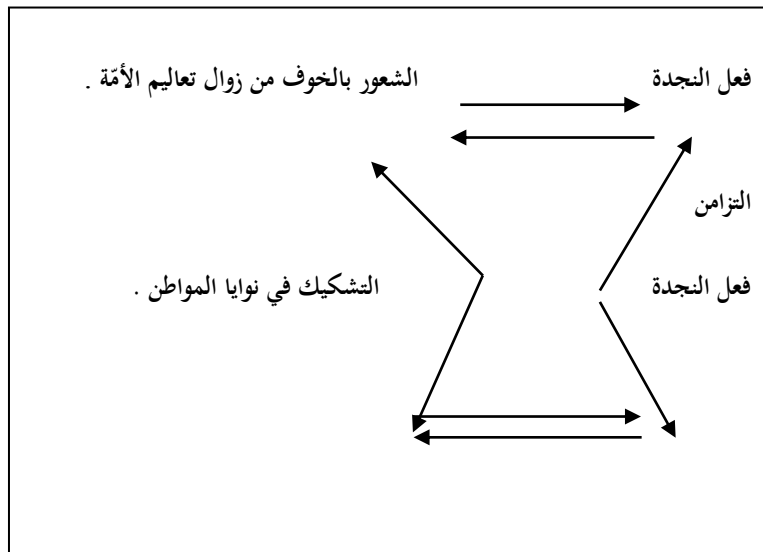 فعل النجدة الشعور بالخوف من زوال تعاليم الأمّة .
التزامن
فعل النجدة التشكيك في نوايا المواطن .